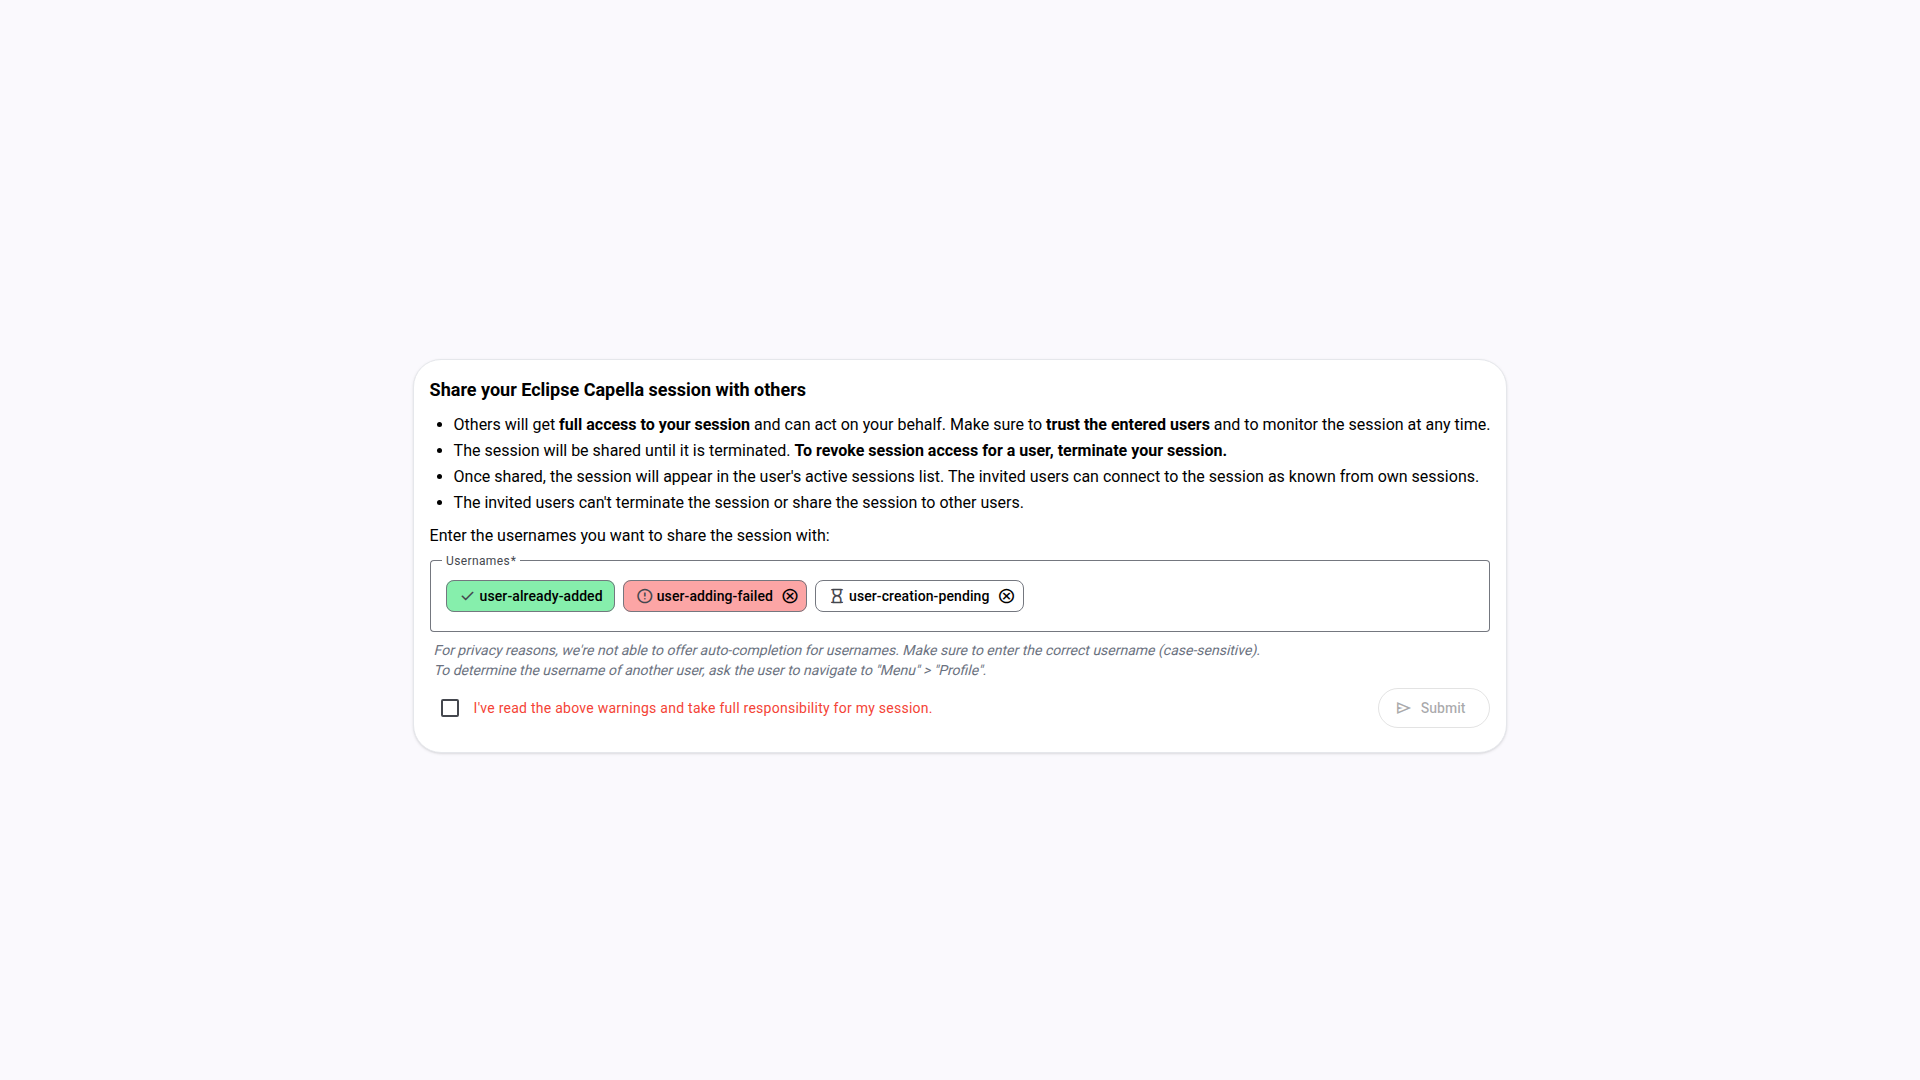 Share your Eclipse Capella session with others
Others will get full access to your session and can act on your behalf. Make sure to trust the entered users and to monitor the session at any time.
The session will be shared until it is terminated. To revoke session access for a user, terminate your session.
Once shared, the session will appear in the user's active sessions list. The invited users can connect to the session as known from own sessions.
The invited users can't terminate the session or share the session to other users.
Enter the usernames you want to share the session with:
Usernames*
user-already-added user-adding-failed user-creation-pending
For privacy reasons, we're not able to offer auto-completion for usernames. Make sure to enter the correct username (case-sensitive).
To determine the username of another user, ask the user to navigate to "Menu" > "Profile".
I've read the above warnings and take full responsibility for my session. Submit